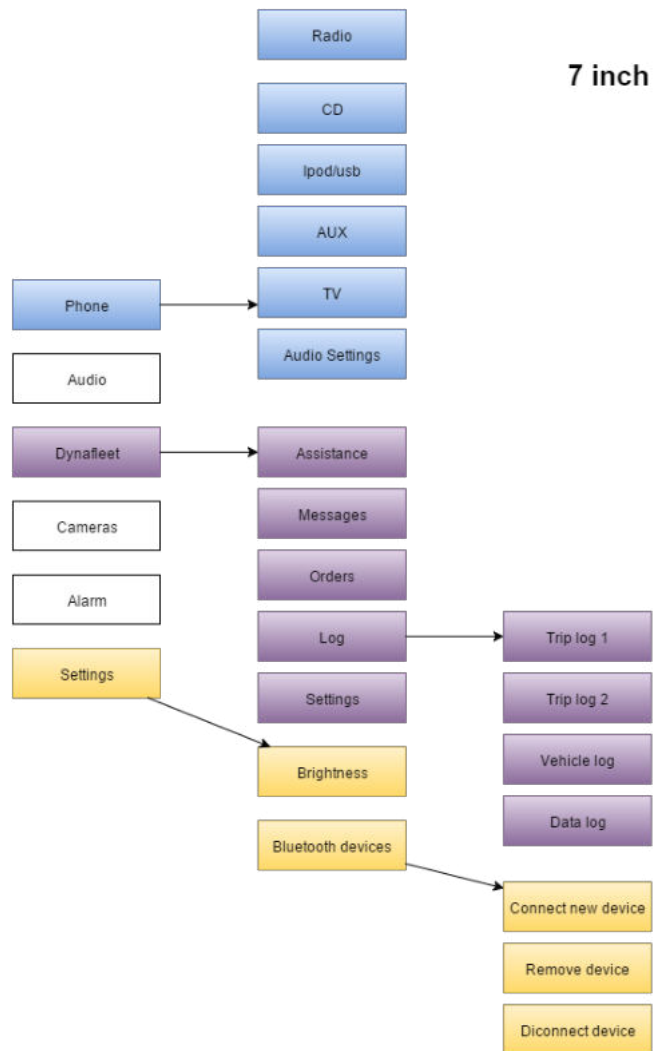 Radio
7 inch
CD
Ipod/usb
AUX
TV
Phone
Audio Settings
Audio
Dynafleet
Assistance
Messages
Cameras
Orders
Alarm
Log
Trip log 1
Settings
Settings
Trip log 2
Brightness
Vehicle log
Data log
Bluetooth devices
Connect new device
Remove device
Diconnect device